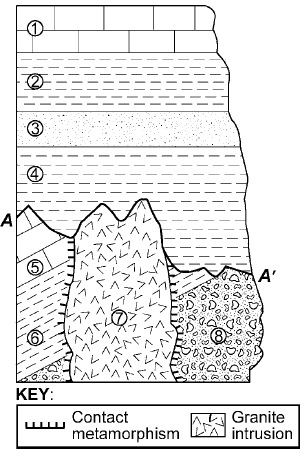 ①
②
③
④
A
⑤
A'
⑥
⑦
⑧
KEY:
Contact metamorphism
Granite intrusion